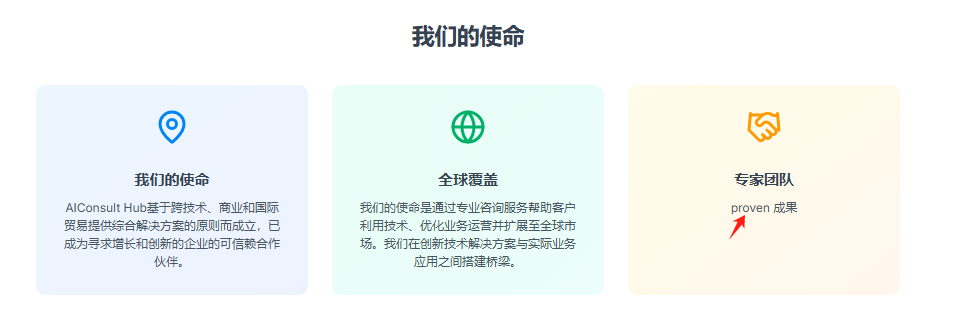 我们的使命
我们的使命
AIConsult Hub基于跨技术、商业和国际
贸易提供综合解决方案的原则而成立，已
成为寻求增长和创新的企业的可信赖合作
伙伴。
全球覆盖
我们的使命是通过专业咨询服务帮助客户
利用技术、优化业务运营并扩展至全球市
场。我们在创新技术解决方案与实际业务
应用之间搭建桥梁。
专家团队
proven 成果